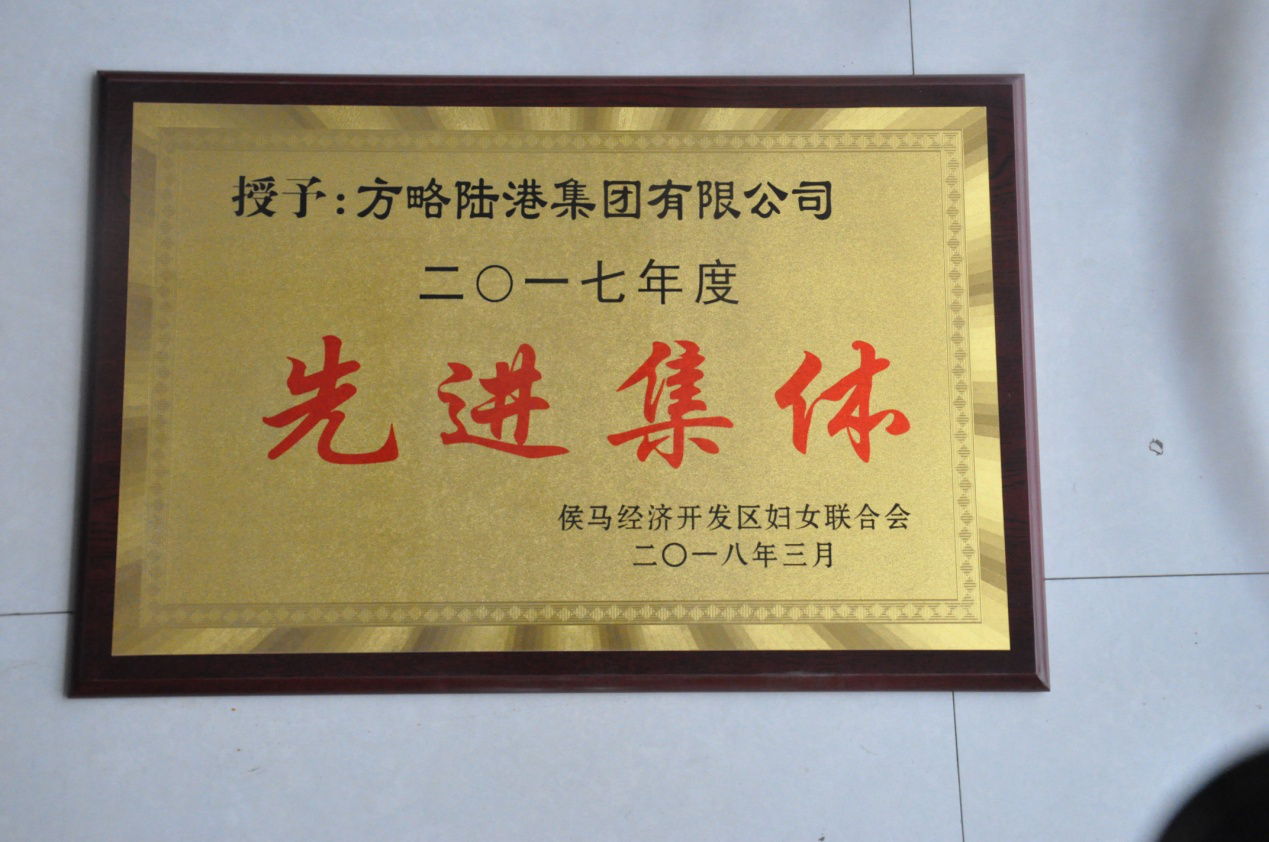 授予:方略陆港集团有限公司
二〇一七年度
先进集体
侯马经济开发区妇女联合会
二〇一八年三月